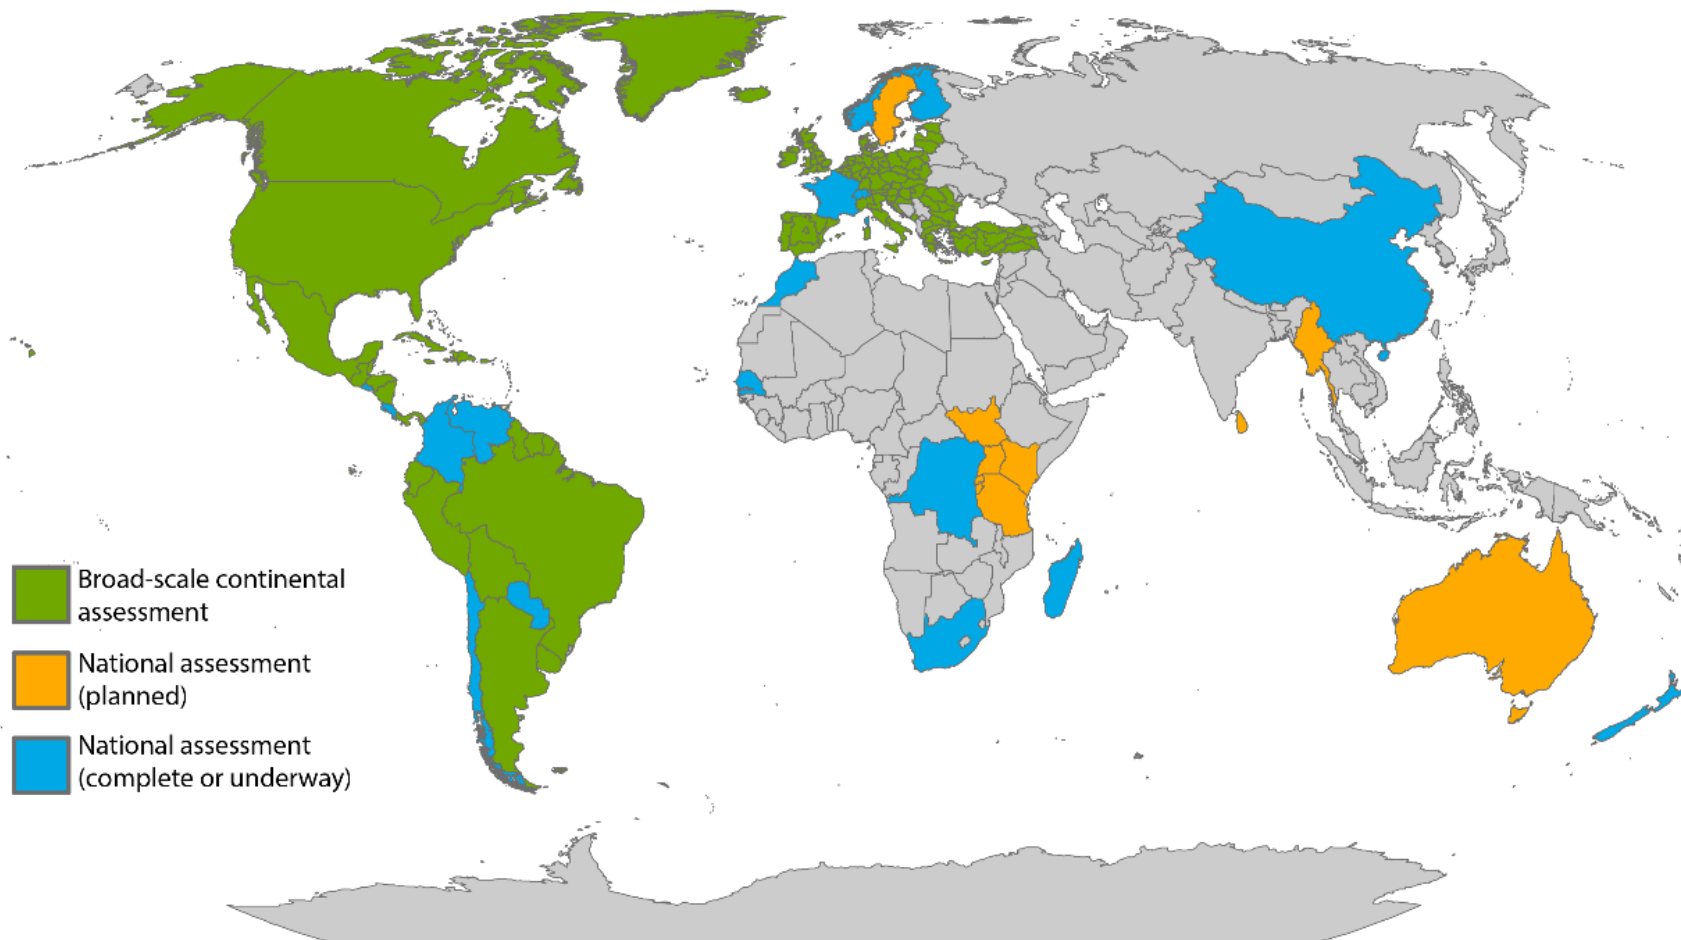 Broad-scale continental
assessment
National assessment
(planned)
National assessment
(complete or underway)